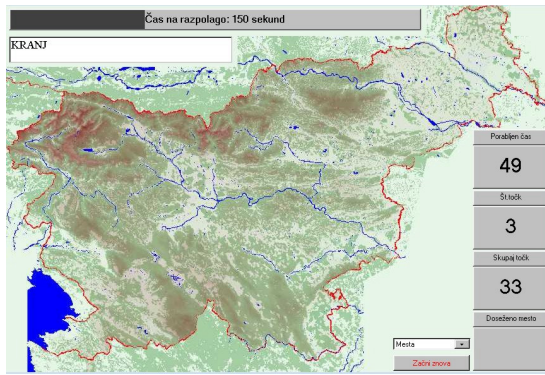 Čas na razpolago: 150 sekund
KRANJ
Porabljen čas
49
Št.točk
3
Skupaj točk
33
Doseženo mesto
Mesta
Začni znova